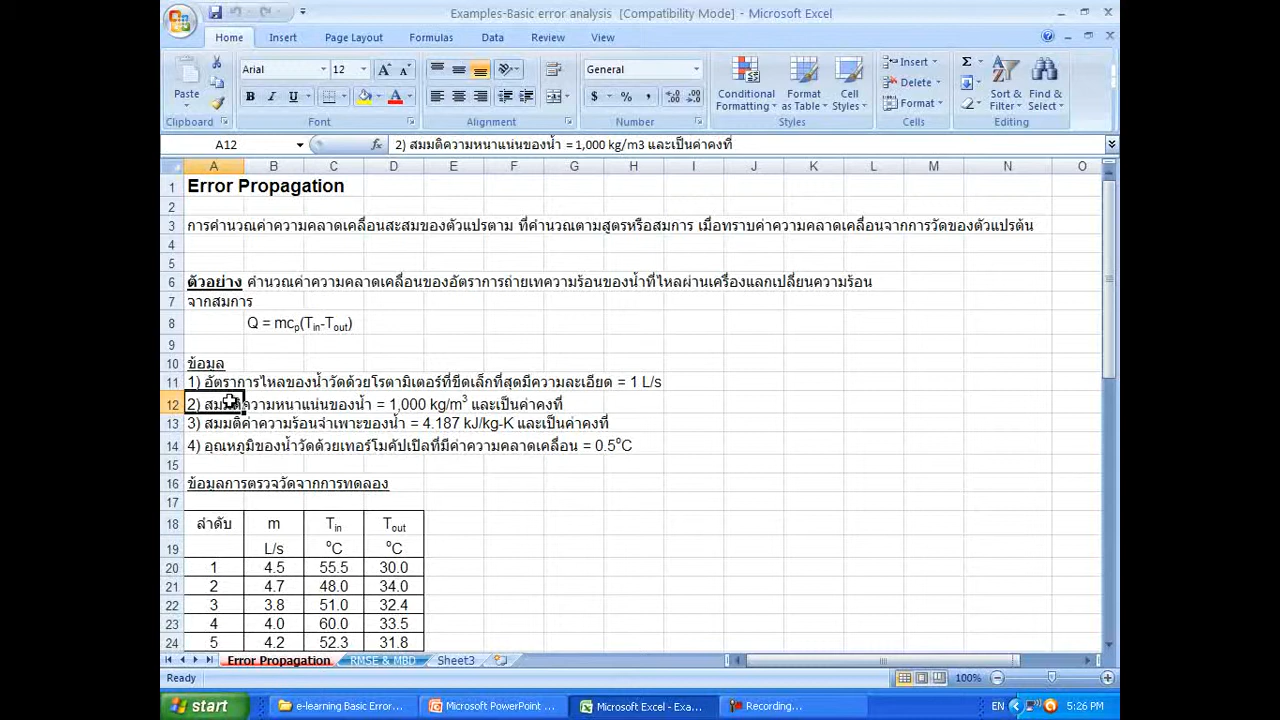 Examples-Basic error analysis [Compatibility Mode] - Microsoft Excel
Home Insert Page Layout Formulas Data Review View
Paste Arial 12 General Conditional Formatting Format as Table Cell Styles Insert Delete Format Sort & Filter Find & Select
Clipboard Font Alignment Number Styles Cells Editing
A12 fx 2) สมมติความหนาแน่นของน้ำ = 1,000 kg/m3 และเป็นค่าคงที่
A B C D E F G H I J K L M N O
1 Error Propagation
2
3 การคำนวณค่าความคลาดเคลื่อนสะสมของตัวแปรตาม ที่คำนวณตามสูตรหรือสมการ เมื่อทราบค่าความคลาดเคลื่อนจากการวัดของตัวแปรต้น
4
5
6 ตัวอย่าง คำนวณค่าความคลาดเคลื่อนของอัตราการถ่ายเทความร้อนของน้ำที่ไหลผ่านเครื่องแลกเปลี่ยนความร้อน
7 จากสมการ
8 Q = mcp(Tin-Tout)
9
10 ข้อมูล
11 1) อัตราการไหลของน้ำวัดด้วยโรตามิเตอร์ที่ขีดเล็กที่สุดมีความละเอียด = 1 L/s
12 2) สมมติความหนาแน่นของน้ำ = 1,000 kg/m3 และเป็นค่าคงที่
13 3) สมมติค่าความร้อนจำเพาะของน้ำ = 4.187 kJ/kg-K และเป็นค่าคงที่
14 4) อุณหภูมิของน้ำวัดด้วยเทอร์โมคัปเปิลที่มีค่าความคลาดเคลื่อน = 0.5°C
15
16 ข้อมูลการตรวจวัดจากการทดลอง
17
18 ลำดับ m Tin Tout
19 L/s °C °C
20 1 4.5 55.5 30.0
21 2 4.7 48.0 34.0
22 3 3.8 51.0 32.4
23 4 4.0 60.0 33.5
24 5 4.2 52.3 31.8
Error Propagation RMSE & MBD Sheet3
Ready 100%
start e-learning Basic Error... Microsoft PowerPoint ... Microsoft Excel - Exa... Recording... EN 5:26 PM